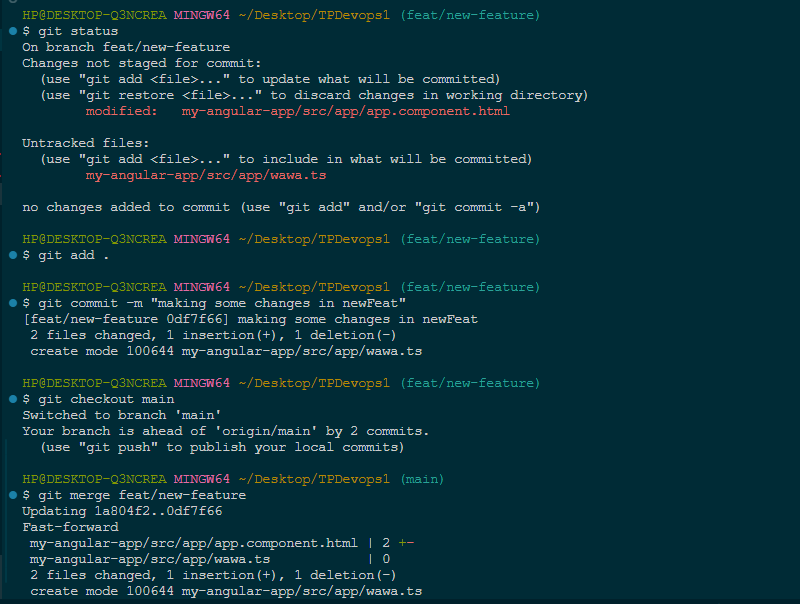 HP@DESKTOP-Q3NCREA MINGW64 ~/Desktop/TPDevops1 (feat/new-feature)
$ git status
On branch feat/new-feature
Changes not staged for commit:
  (use "git add <file>..." to update what will be committed)
  (use "git restore <file>..." to discard changes in working directory)
        modified:   my-angular-app/src/app/app.component.html

Untracked files:
  (use "git add <file>..." to include in what will be committed)
        my-angular-app/src/app/wawa.ts

no changes added to commit (use "git add" and/or "git commit -a")

HP@DESKTOP-Q3NCREA MINGW64 ~/Desktop/TPDevops1 (feat/new-feature)
$ git add .

HP@DESKTOP-Q3NCREA MINGW64 ~/Desktop/TPDevops1 (feat/new-feature)
$ git commit -m "making some changes in newFeat"
[feat/new-feature 0df7f66] making some changes in newFeat
 2 files changed, 1 insertion(+), 1 deletion(-)
 create mode 100644 my-angular-app/src/app/wawa.ts

HP@DESKTOP-Q3NCREA MINGW64 ~/Desktop/TPDevops1 (feat/new-feature)
$ git checkout main
Switched to branch 'main'
Your branch is ahead of 'origin/main' by 2 commits.
  (use "git push" to publish your local commits)

HP@DESKTOP-Q3NCREA MINGW64 ~/Desktop/TPDevops1 (main)
$ git merge feat/new-feature
Updating 1a804f2..0df7f66
Fast-forward
 my-angular-app/src/app/app.component.html | 2 +-
 my-angular-app/src/app/wawa.ts            | 0
 2 files changed, 1 insertion(+), 1 deletion(-)
 create mode 100644 my-angular-app/src/app/wawa.ts